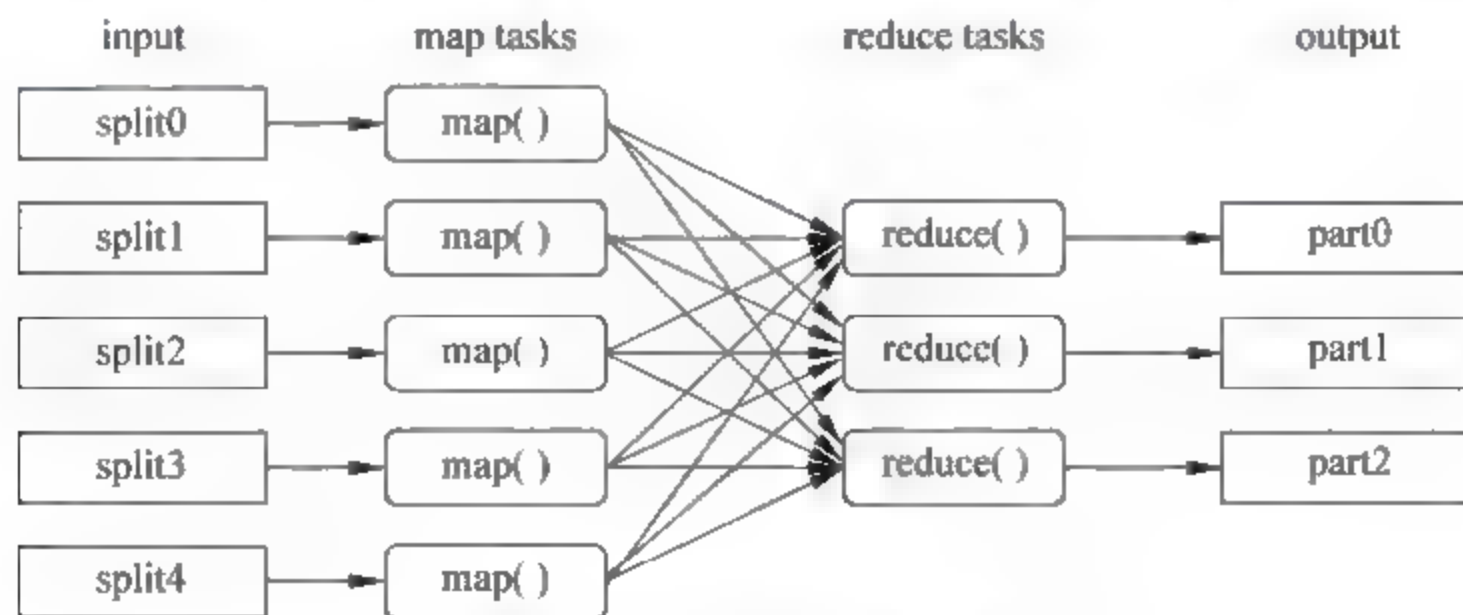 input map tasks reduce tasks output
split0 map( )
split1 map( ) reduce( ) part0
split2 map( ) reduce( ) part1
split3 map( ) reduce( ) part2
split4 map( )